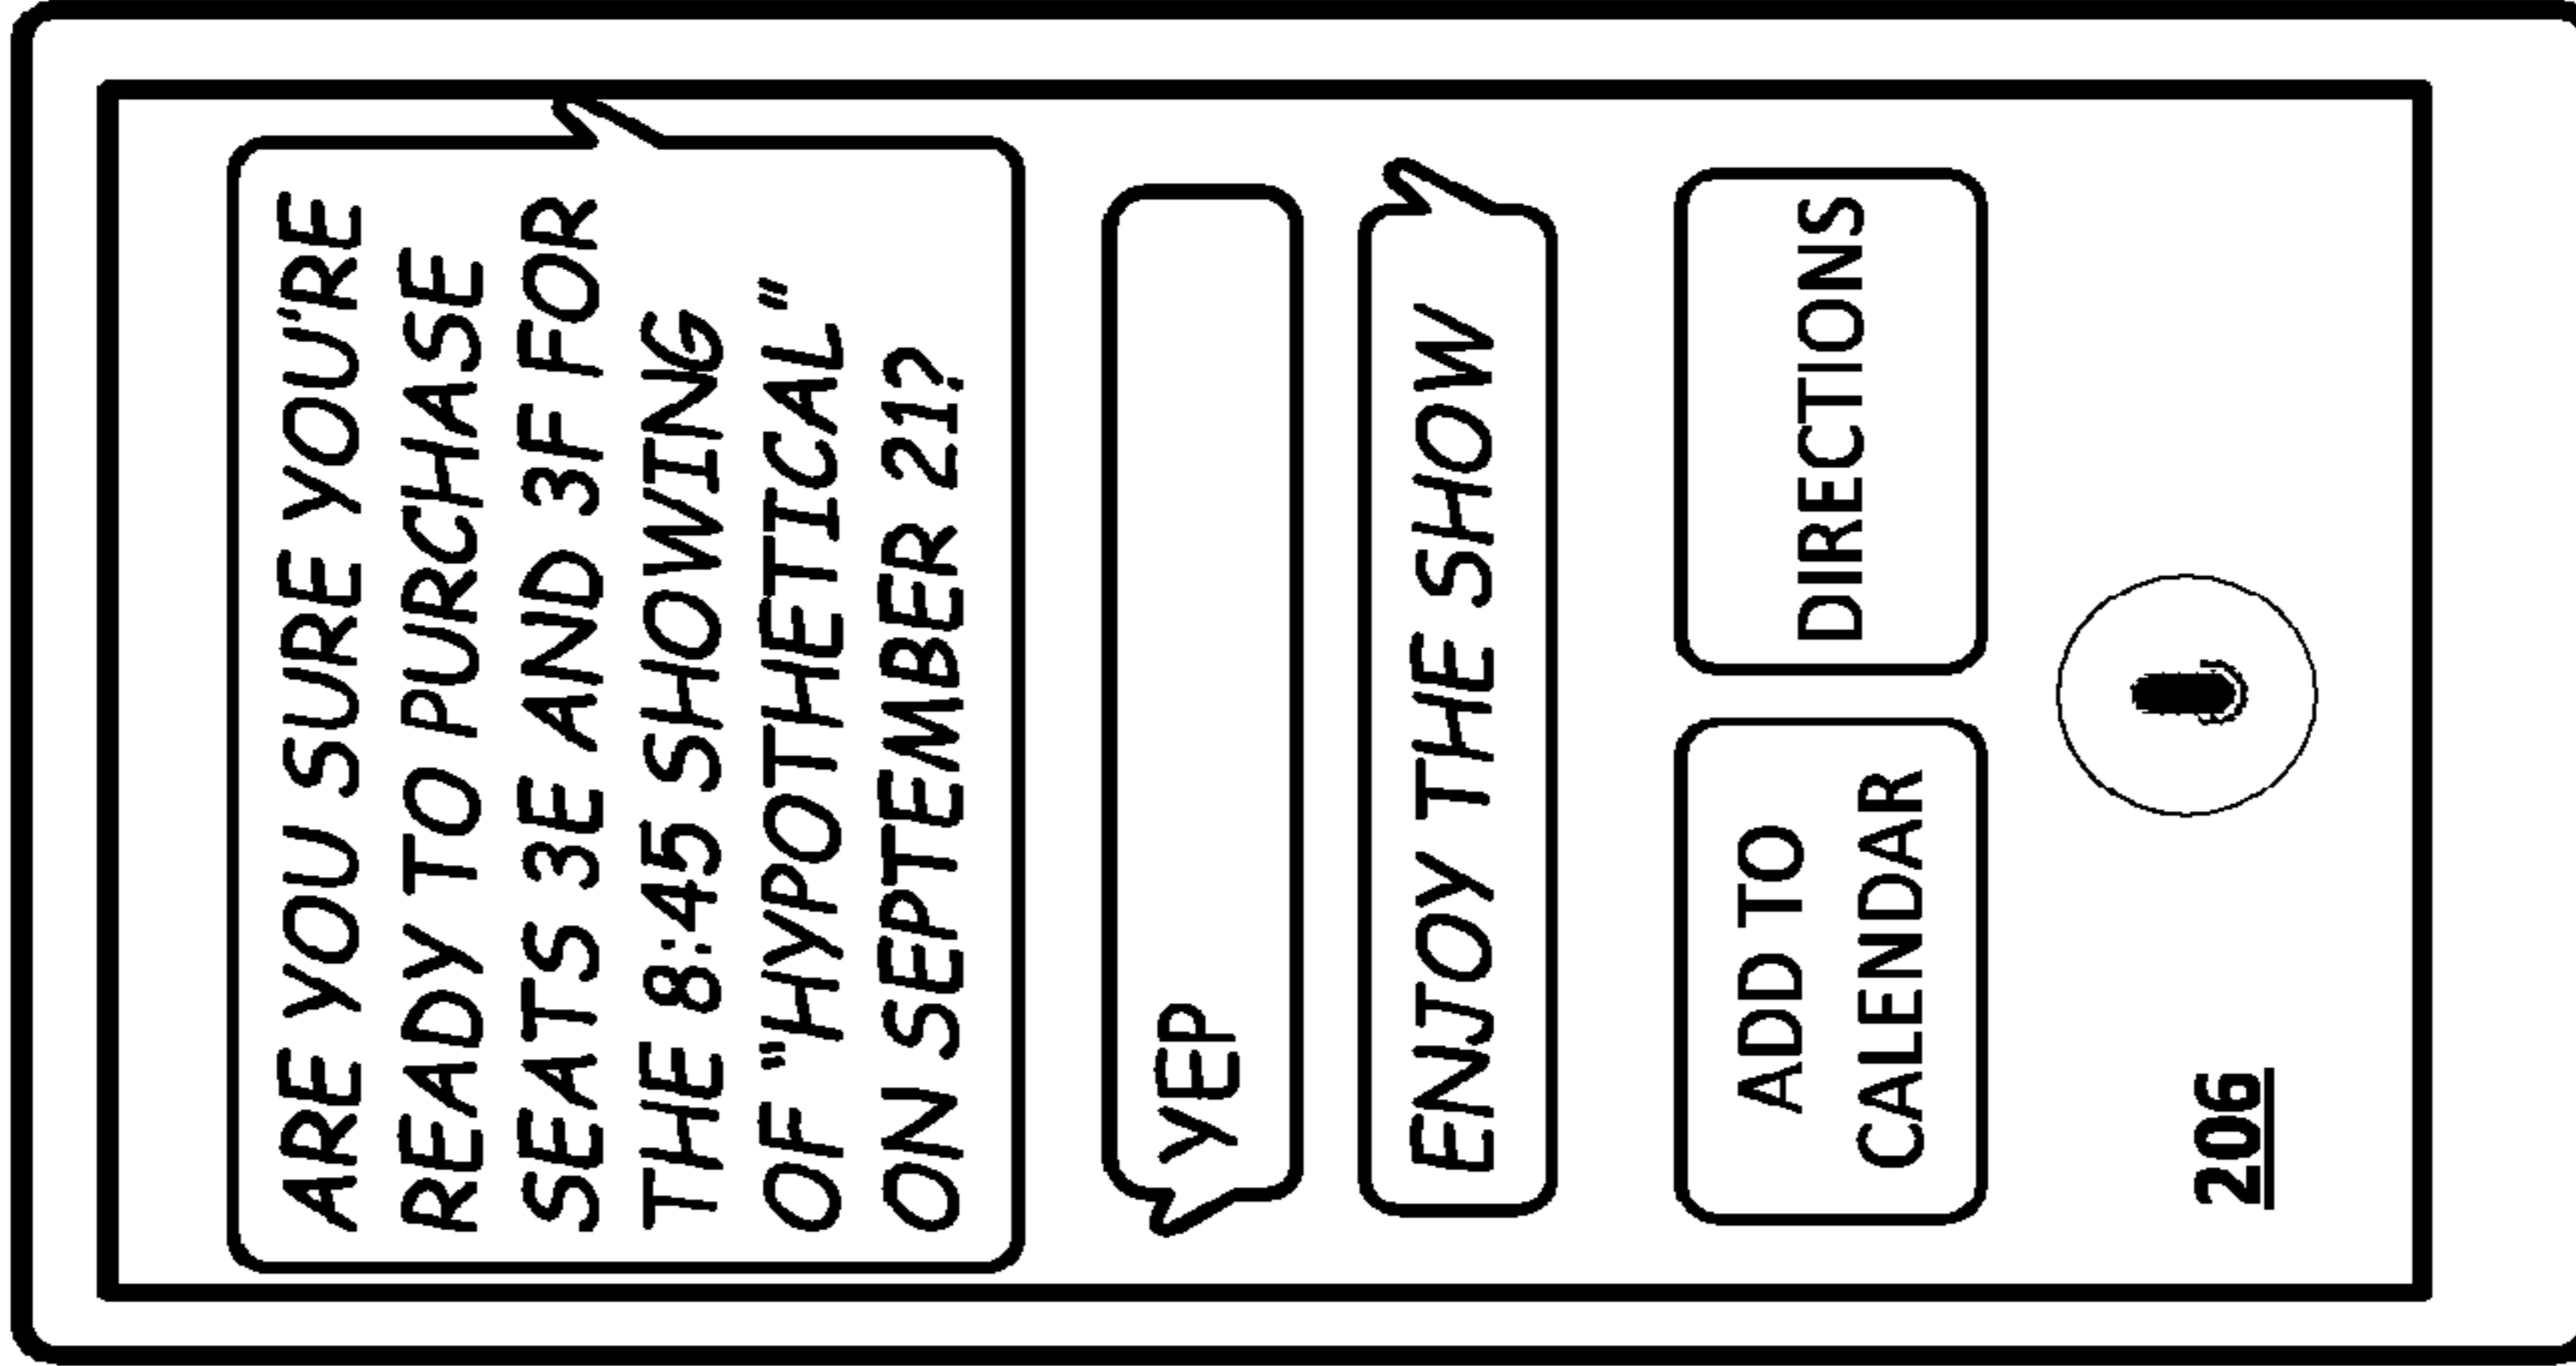 ARE YOU SURE YOU'RE
READY TO PURCHASE
SEATS 3E AND 3F FOR
THE 8:45 SHOWING
OF "HYPOTHETICAL"
ON SEPTEMBER 21?
YEP
ENJOY THE SHOW
ADD TO
CALENDAR
DIRECTIONS
206